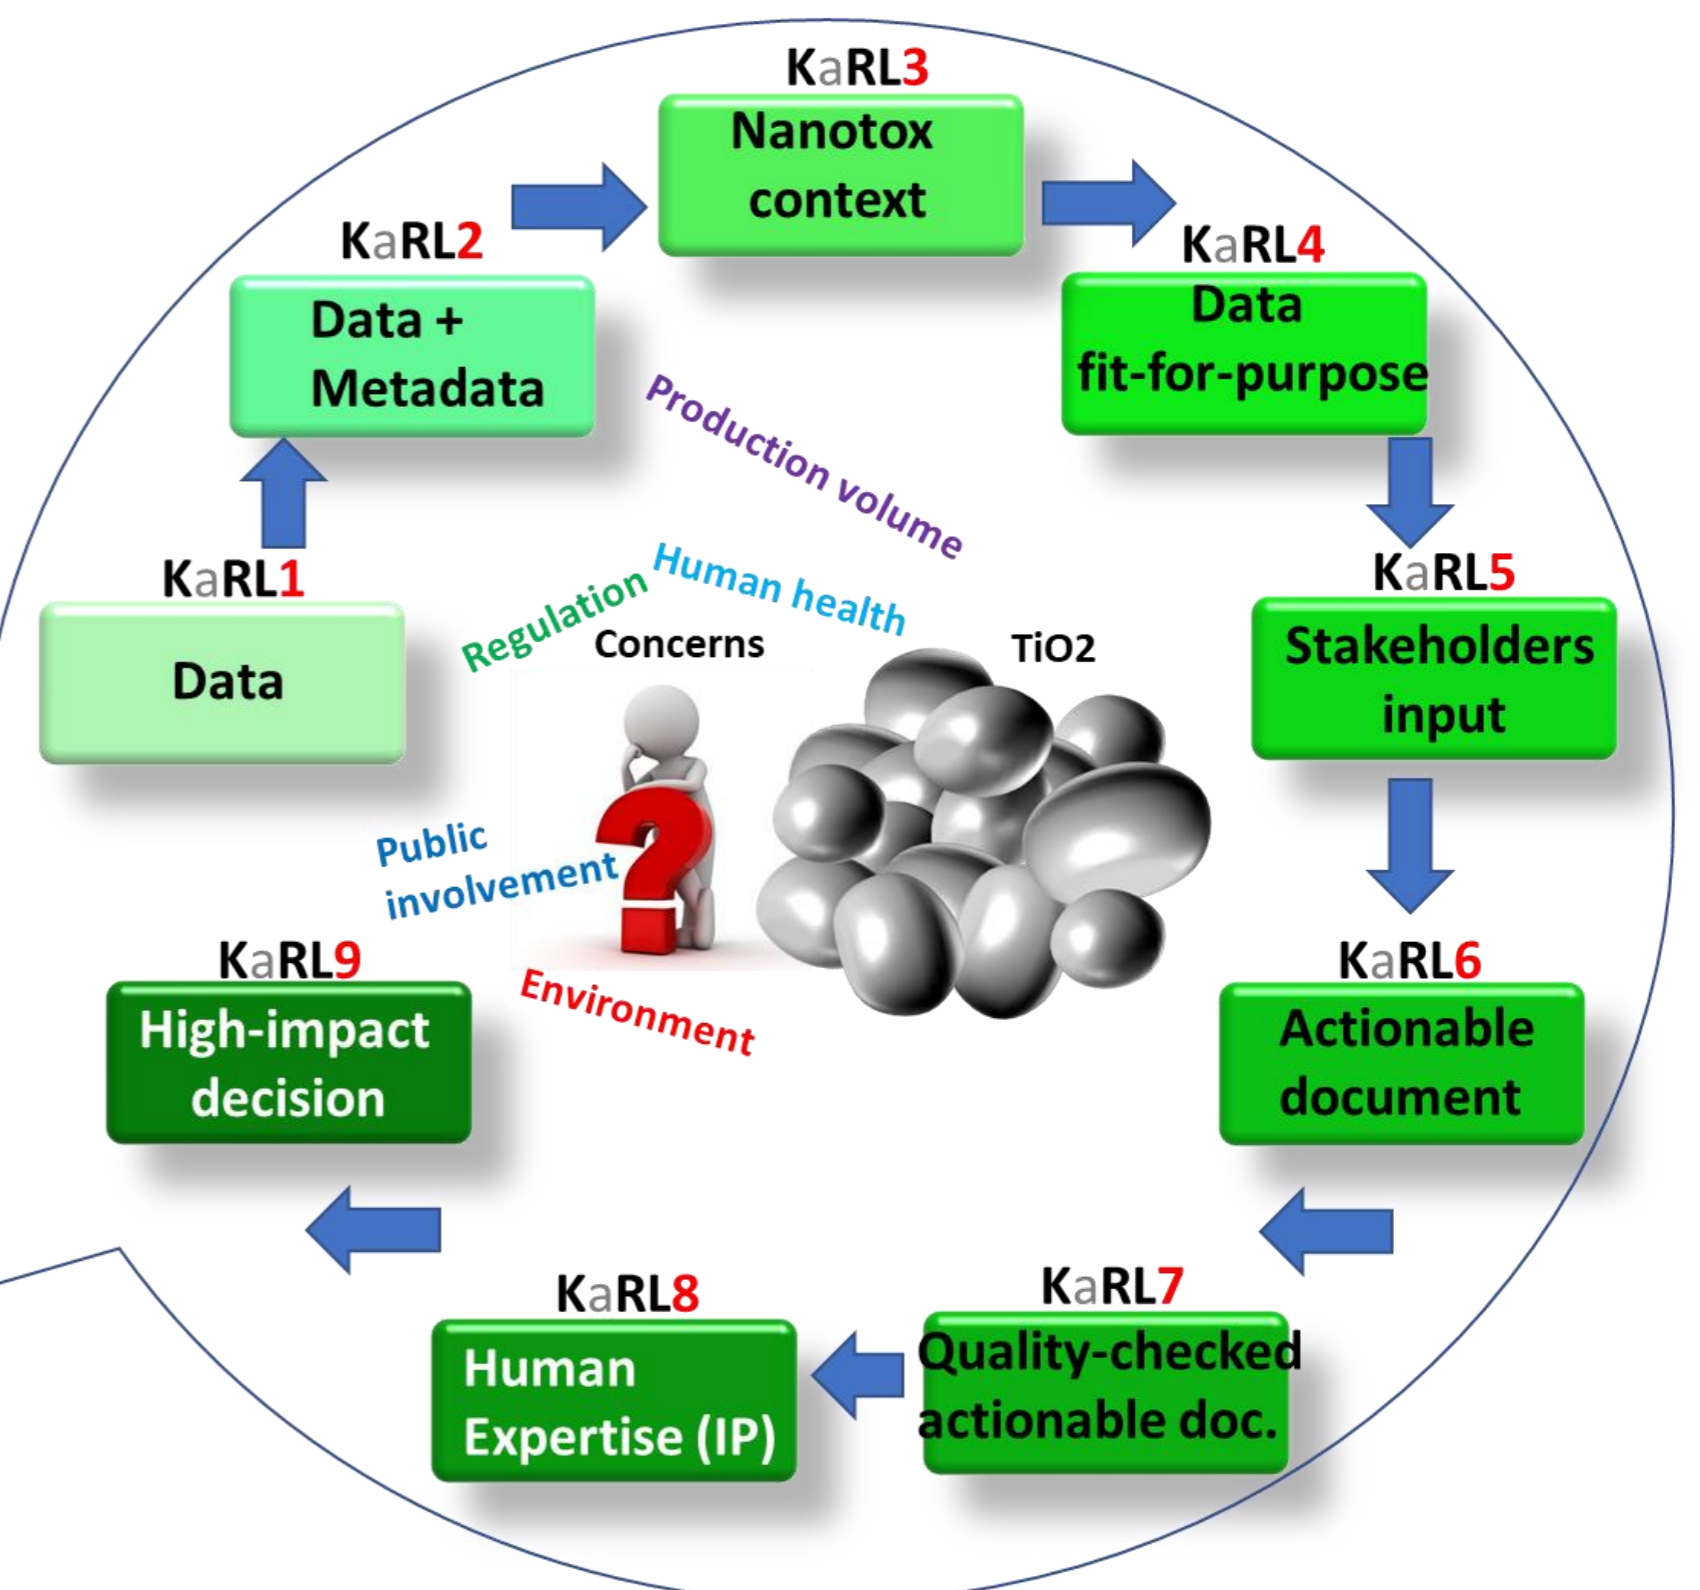 KaRL3
Nanotox
context
KaRL2
Data +
Metadata
KaRL4
Data
fit-for-purpose
KaRL1
Data
KaRL5
Stakeholders
input
Production volume
Human health
Regulation
Concerns
TiO2
Public
involvement
Environment
KaRL9
High-impact
decision
KaRL6
Actionable
document
KaRL8
Human
Expertise (IP)
KaRL7
Quality-checked
actionable doc.
?